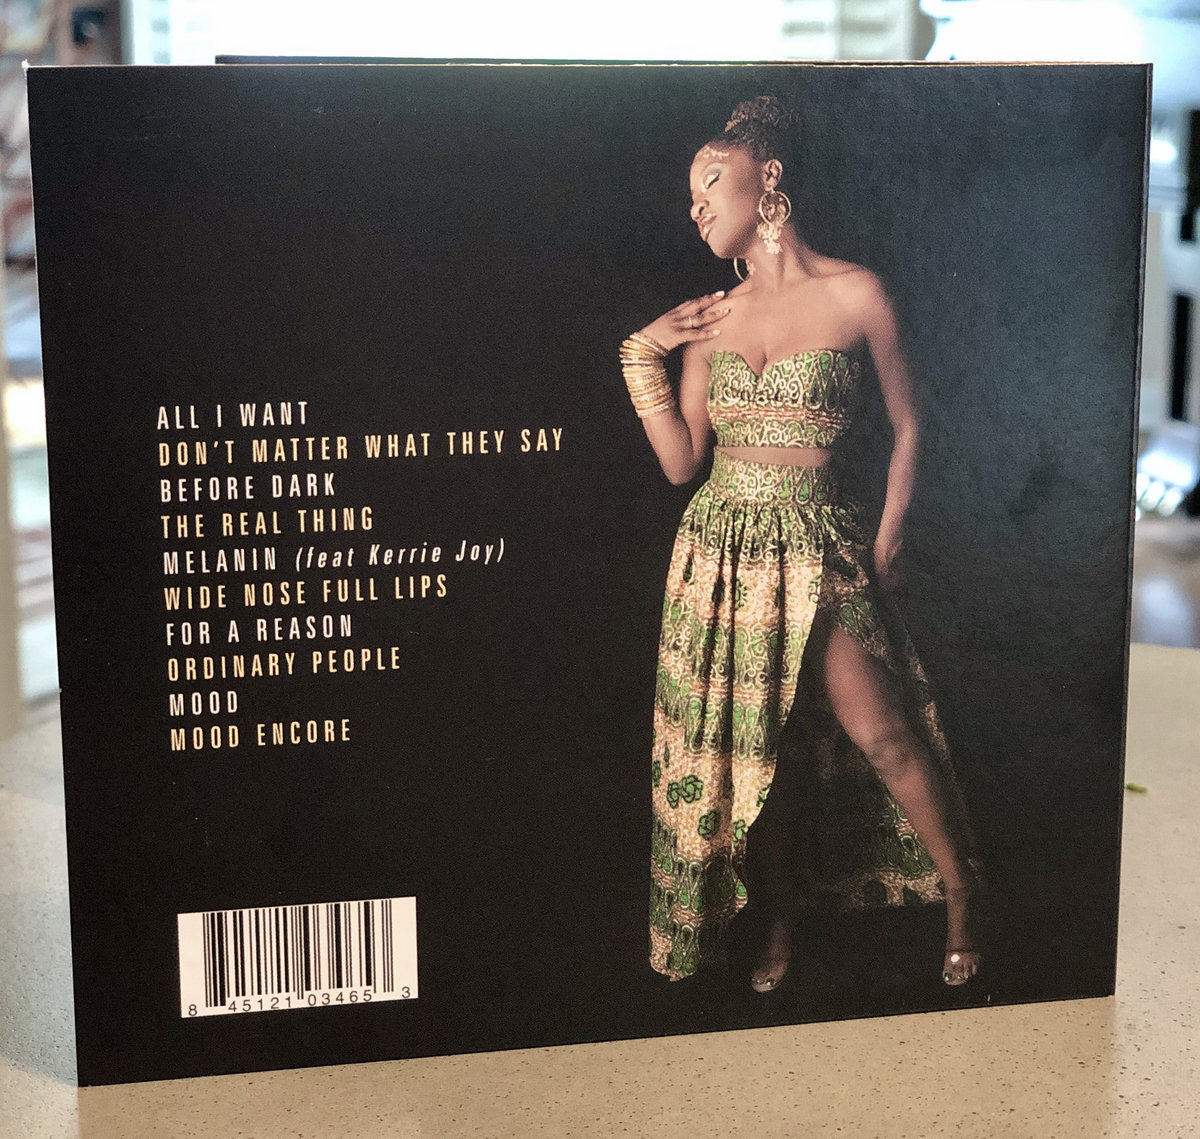 ALL I WANT
DON'T MATTER WHAT THEY SAY
BEFORE DARK
THE REAL THING
MELANIN (feat Kerrie Joy)
WIDE NOSE FULL LIPS
FOR A REASON
ORDINARY PEOPLE
MOOD
MOOD ENCORE
8 45121 03465 3